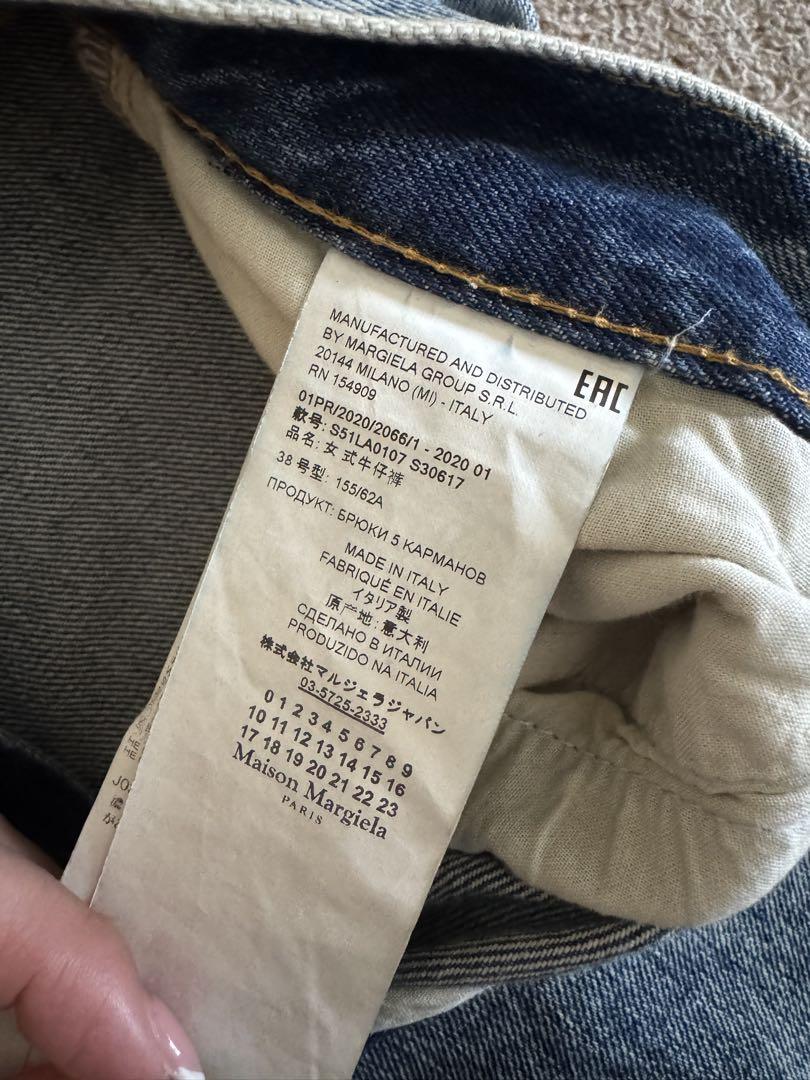 MANUFACTURED AND DISTRIBUTED
BY MARGIELA GROUP S.R.L.
20144 MILANO (MI) - ITALY
RN 154909
EAC
01PR/2020/2066/1 - 2020 01
款号: S51LA0107 S30617
品名: 女式牛仔裤
38 号型: 155/62A
ПРОДУКТ: БРЮКИ 5 КАРМАНОВ
MADE IN ITALY
FABRIQUÉ EN ITALIE
イタリア製
原产地: 意大利
СДЕЛАНО В ИТАЛИИ
PRODUZIDO NA ITALIA
株式会社マルジェラジャパン
03-5725-2333
0 1 2 3 4 5 6 7 8 9
10 11 12 13 14 15 16
17 18 19 20 21 22 23
Maison Margiela
PARIS